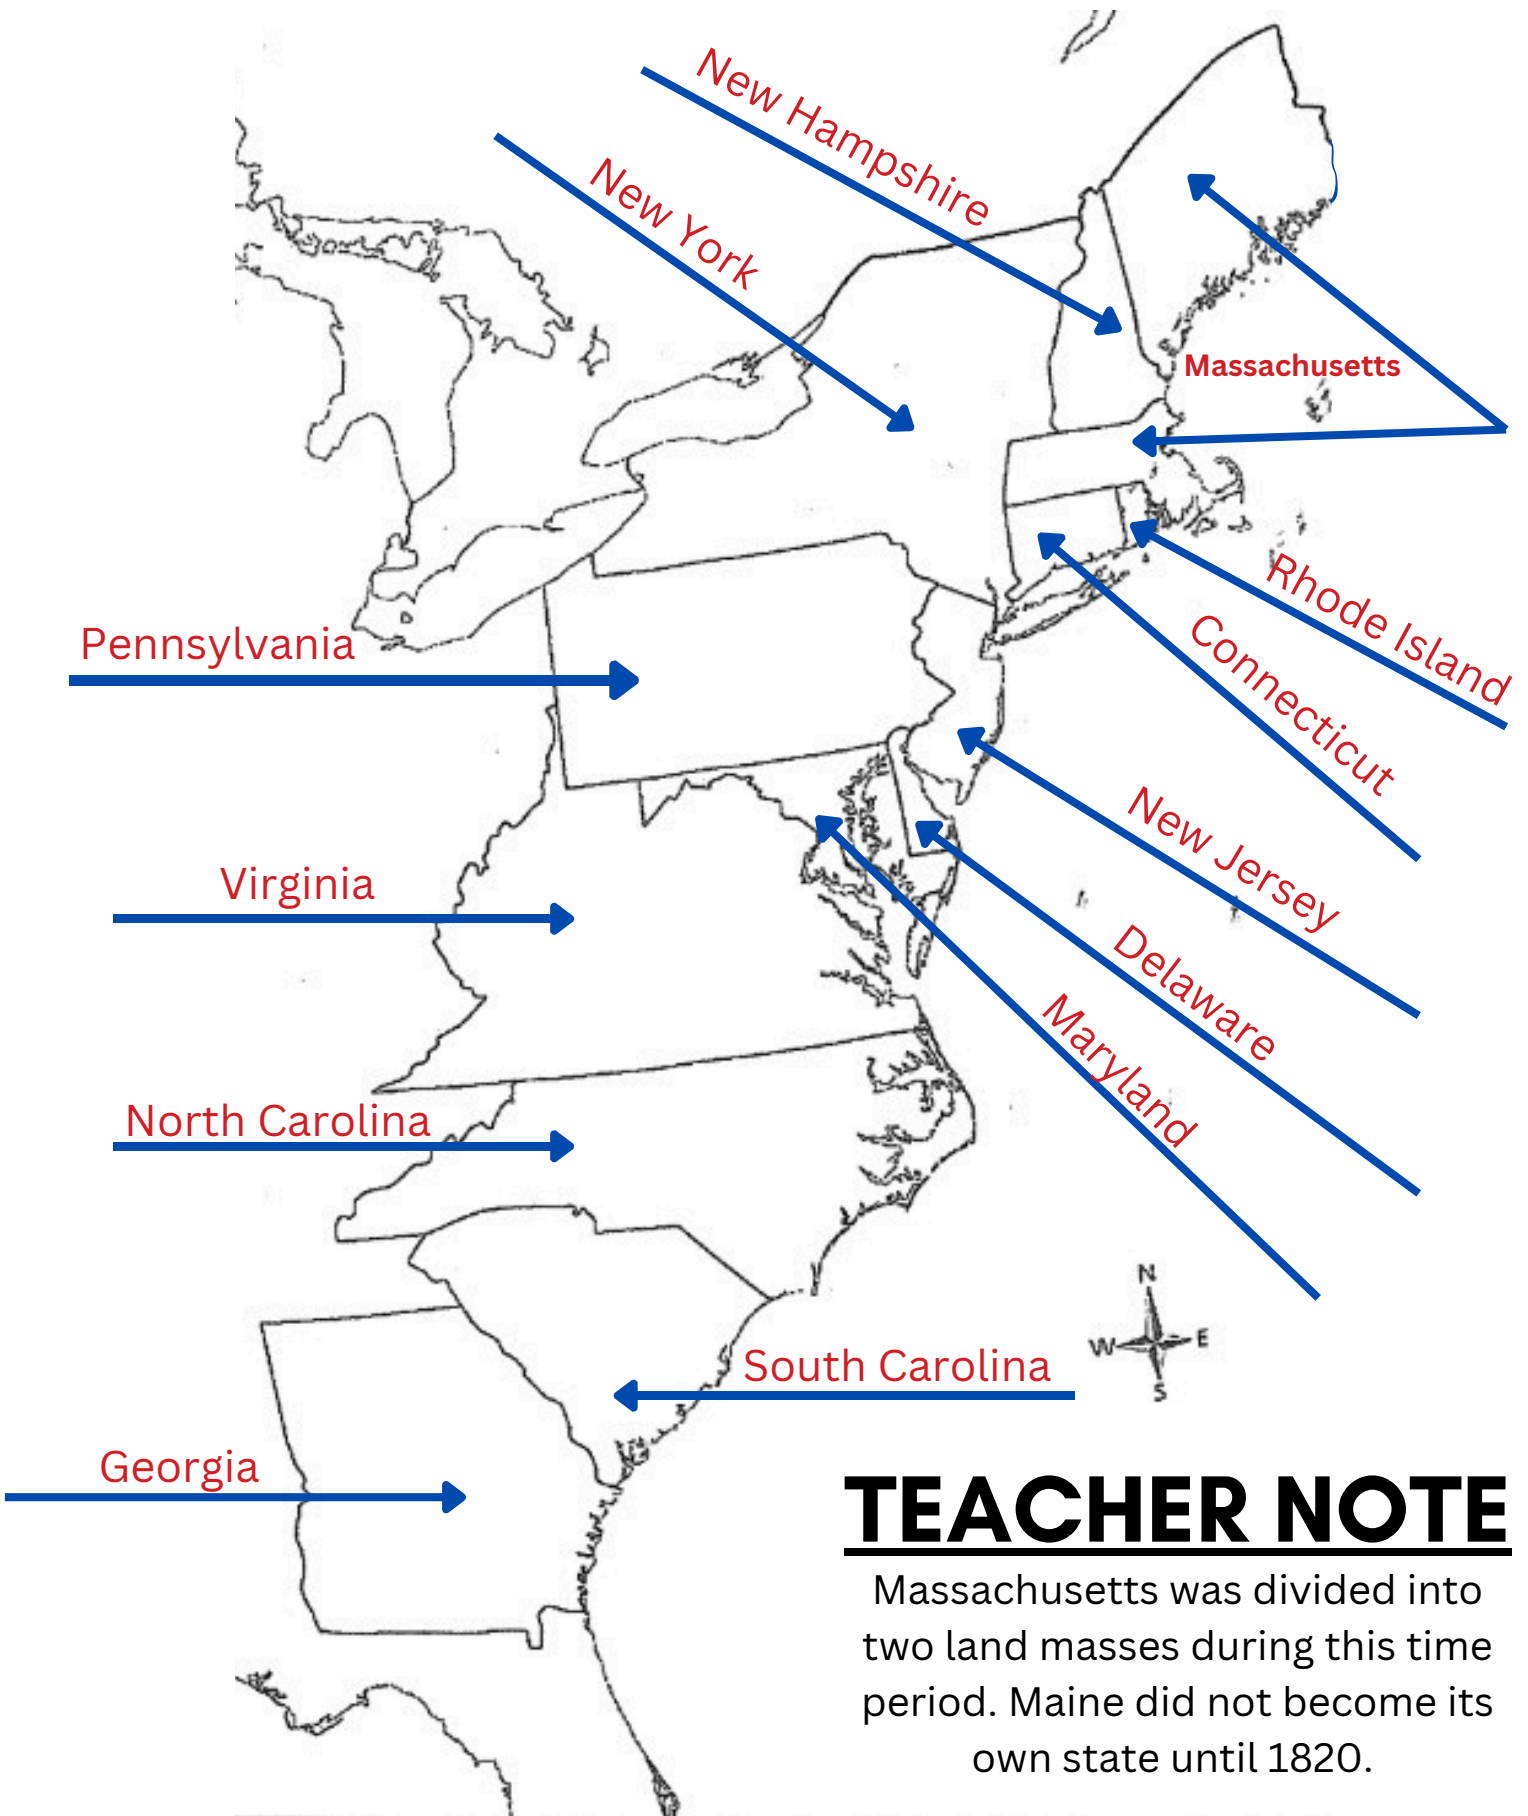 New Hampshire
New York
Massachusetts
Rhode Island
Connecticut
Pennsylvania
New Jersey
Virginia
Delaware
Maryland
North Carolina
N
W E
S
South Carolina
Georgia
TEACHER NOTE
Massachusetts was divided into
two land masses during this time
period. Maine did not become its
own state until 1820.